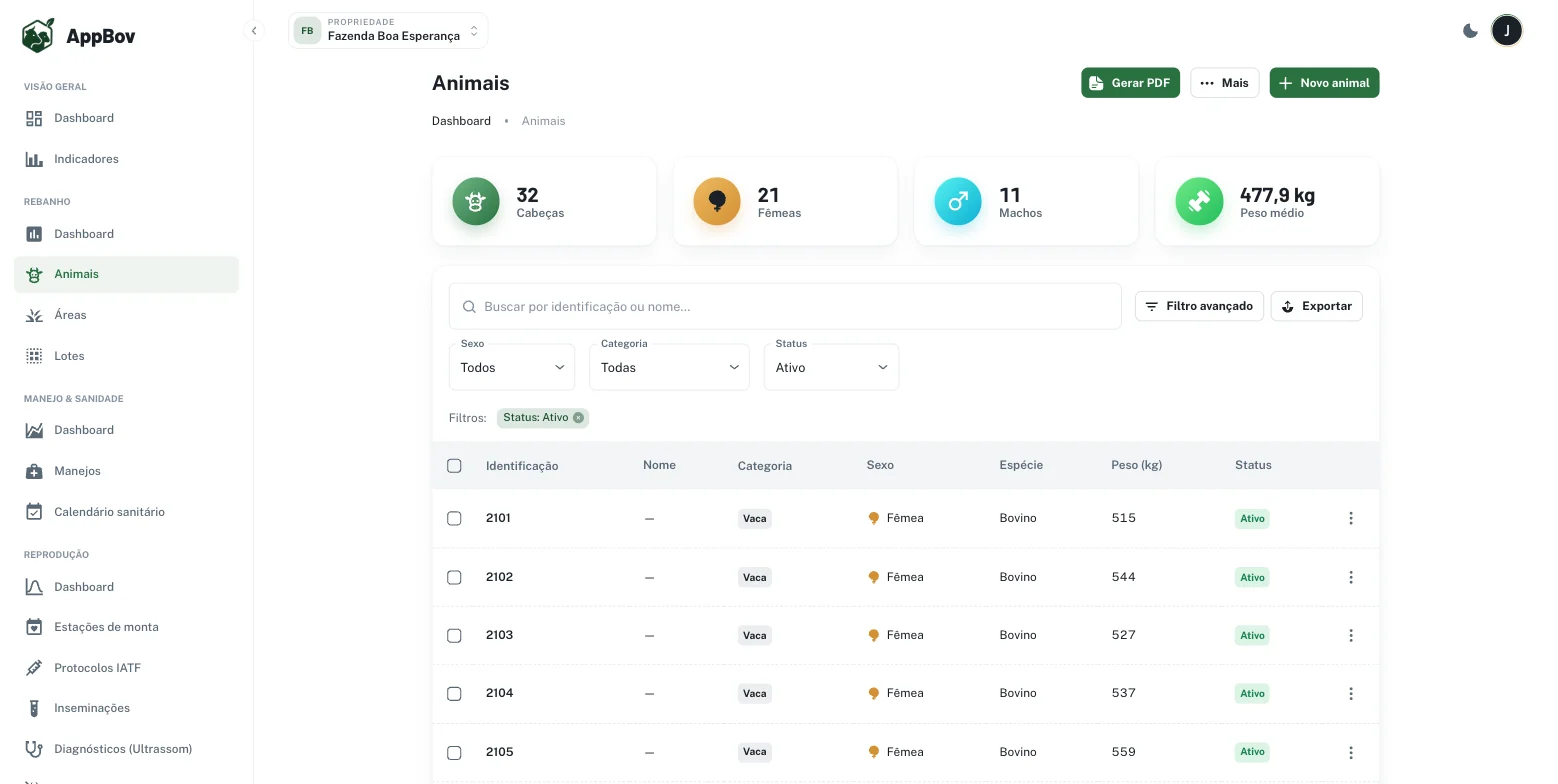 AppBov
VISÃO GERAL
Dashboard
Indicadores
REBANHO
Dashboard
Animais
Áreas
Lotes
MANEJO & SANIDADE
Dashboard
Manejos
Calendário sanitário
REPRODUÇÃO
Dashboard
Estações de monta
Protocolos IATF
Inseminações
Diagnósticos (Ultrassom)
FB
PROPRIEDADE
Fazenda Boa Esperança
J
Animais
Gerar PDF
Mais
Novo animal
Dashboard • Animais
32
Cabeças
21
Fêmeas
11
Machos
477,9 kg
Peso médio
Buscar por identificação ou nome...
Filtro avançado
Exportar
Sexo
Todos
Categoria
Todas
Status
Ativo
Filtros: Status: Ativo
Identificação Nome Categoria Sexo Espécie Peso (kg) Status
2101 — Vaca Fêmea Bovino 515 Ativo
2102 — Vaca Fêmea Bovino 544 Ativo
2103 — Vaca Fêmea Bovino 527 Ativo
2104 — Vaca Fêmea Bovino 537 Ativo
2105 — Vaca Fêmea Bovino 559 Ativo